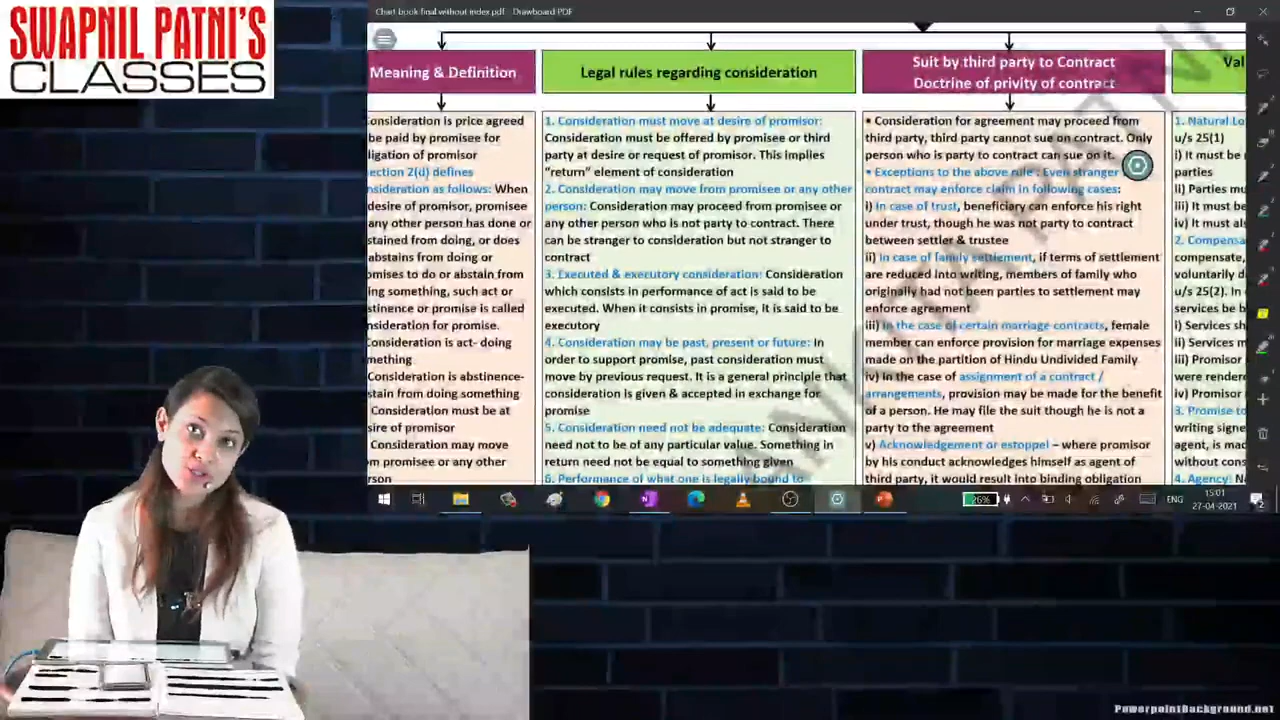 SWAPNIL PATNI'S
CLASSES
Chart book final without index.pdf - Drawboard PDF
Meaning & Definition
onsideration is price agreed
be paid by promisee for
ligation of promisor
ection 2(d) defines
nsideration as follows: When
desire of promisor, promisee
any other person has done or
stained from doing, or does
abstains from doing or
omises to do or abstain from
ing something, such act or
stinence or promise is called
nsideration for promise.
Consideration is act- doing
mething
Consideration is abstinence-
stain from doing something
Consideration must be at
sire of promisor
Consideration may move
om promisee or any other
rson
Legal rules regarding consideration
1. Consideration must move at desire of promisor:
Consideration must be offered by promisee or third
party at desire or request of promisor. This implies
"return" element of consideration
2. Consideration may move from promisee or any other
person: Consideration may proceed from promisee or
any other person who is not party to contract. There
can be stranger to consideration but not stranger to
contract
3. Executed & executory consideration: Consideration
which consists in performance of act is said to be
executed. When it consists in promise, it is said to be
executory
4. Consideration may be past, present or future: In
order to support promise, past consideration must
move by previous request. It is a general principle that
consideration is given & accepted in exchange for
promise
5. Consideration need not be adequate: Consideration
need not to be of any particular value. Something in
return need not be equal to something given
6. Performance of what one is legally bound to
Suit by third party to Contract
Doctrine of privity of contract
• Consideration for agreement may proceed from
third party, third party cannot sue on contract. Only
person who is party to contract can sue on it.
• Exceptions to the above rule : Even stranger
contract may enforce claim in following cases:
i) In case of trust, beneficiary can enforce his right
under trust, though he was not party to contract
between settler & trustee
ii) In case of family settlement, if terms of settlement
are reduced into writing, members of family who
originally had not been parties to settlement may
enforce agreement
iii) In the case of certain marriage contracts, female
member can enforce provision for marriage expenses
made on the partition of Hindu Undivided Family
iv) In the case of assignment of a contract /
arrangements, provision may be made for the benefit
of a person. He may file the suit though he is not a
party to the agreement
v) Acknowledgement or estoppel – where promisor
by his conduct acknowledges himself as agent of
third party, it would result into binding obligation
Val
1. Natural Lo
u/s 25(1)
i) It must be
parties
ii) Parties mu
iii) It must be
iv) It must als
2. Compensa
compensate,
voluntarily d
u/s 25(2). In
services be b
i) Services sh
ii) Services m
iii) Promisor
were render
iv) Promisor
3. Promise to
writing signe
agent, is mad
without cons
4. Agency: N
26%
ENG
15:01
27-04-2021
PowerpointBackground.net